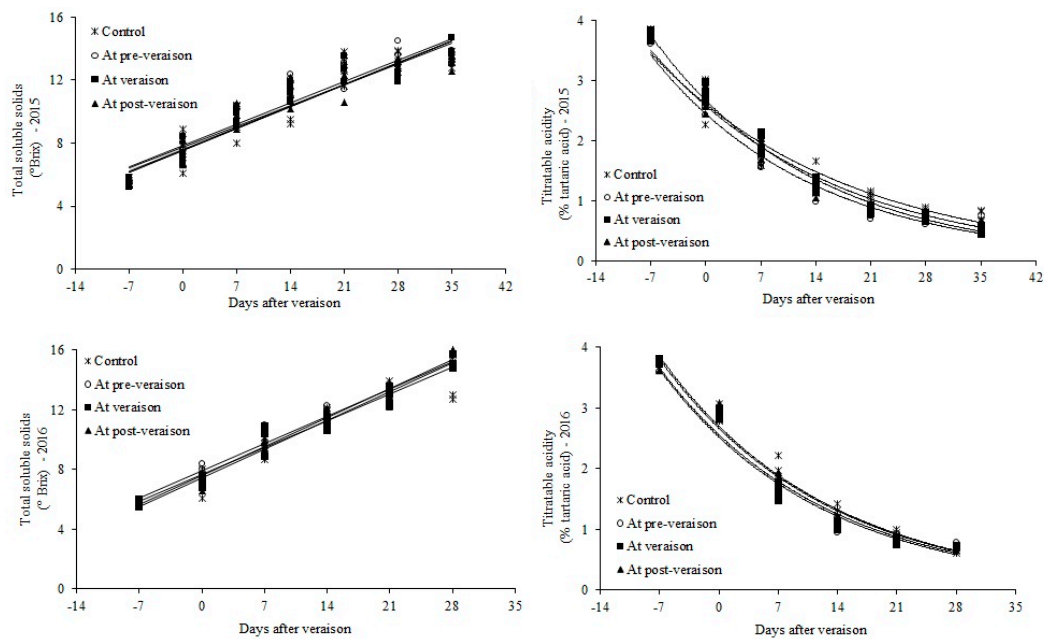 16
12
8
4
0
Total soluble solids
(ºBrix) - 2015
Control
At pre-veraison
At veraison
At post-veraison
-14 -7 0 7 14 21 28 35 42
Days after veraison
4
3
2
1
0
Titratable acidity
(% tartaric acid) - 2015
Control
At pre-veraison
At veraison
At post-veraison
-14 -7 0 7 14 21 28 35 42
Days after veraison
16
12
8
4
0
Total soluble solids
(º Brix) - 2016
Control
At pre-veraison
At veraison
At post-veraison
-14 -7 0 7 14 21 28 35
Days after veraison
4
3
2
1
0
Titratable acidity
(% tartaric acid) - 2016
Control
At pre-veraison
At veraison
At post-veraison
-14 -7 0 7 14 21 28 35
Days after veraison